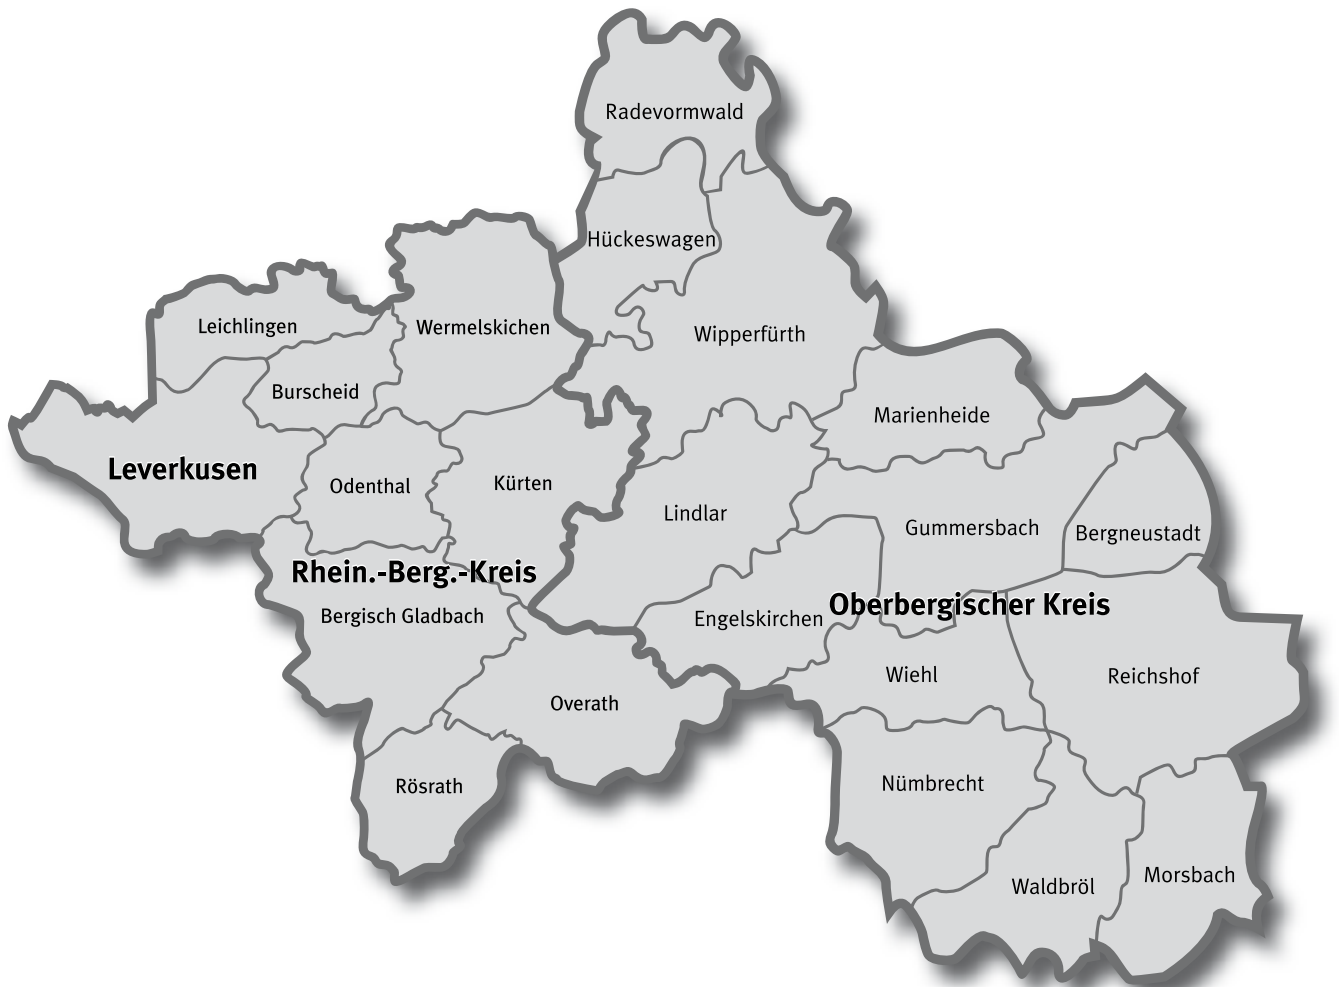 Radevormwald
Hückeswagen
Leichlingen
Wermelskichen
Wipperfürth
Burscheid
Marienheide
Leverkusen
Odenthal
Kürten
Lindlar
Gummersbach
Bergneustadt
Rhein.-Berg.-Kreis
Bergisch Gladbach
Engelskirchen
Oberbergischer Kreis
Wiehl
Reichshof
Overath
Rösrath
Nümbrecht
Waldbröl
Morsbach